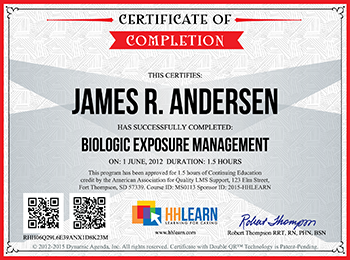 CERTIFICATE OF
COMPLETION
THIS CERTIFIES:
JAMES R. ANDERSEN
HAS SUCCESSFULLY COMPLETED:
BIOLOGIC EXPOSURE MANAGEMENT
ON: 1 JUNE, 2012 DURATION: 1.5 HOURS
This program has been approved for 1.5 hours of Continuing Education
credit by the American Association for Quality LMS Support, 123 Elm Street,
Fort Thompson, SD 57339. Course ID: MS0113 Sponsor ID: 2015-HHLEARN
HHLEARN
LEARNING FOR CARING
Robert Thompson
RHH06Q29L6E39ANX1D8K23M
www.hhlearn.com
Robert Thompson RRT, RN, PHN, BSN
© 2012-2015 Dynamic Agenda, Inc. All rights reserved. Certificate with Double QR™ Technology is Patent-Pending.